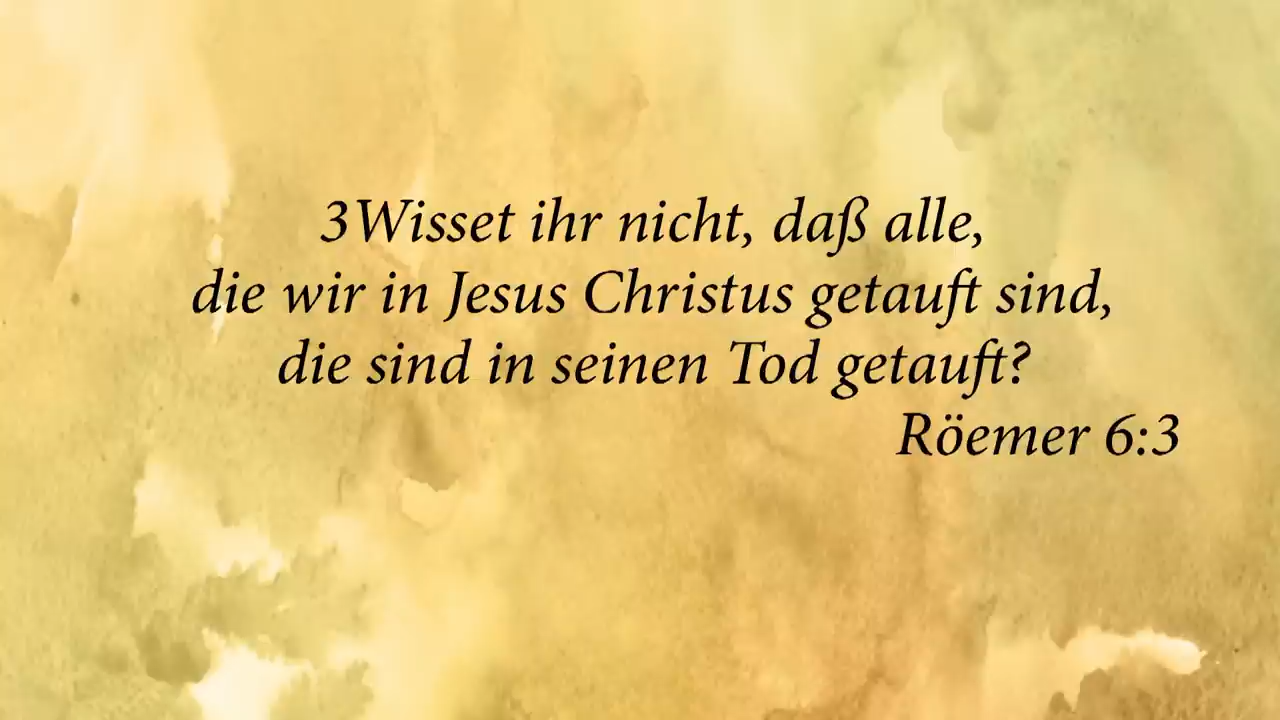 3Wisset ihr nicht, daß alle,
die wir in Jesus Christus getauft sind,
die sind in seinen Tod getauft?
Röemer 6:3